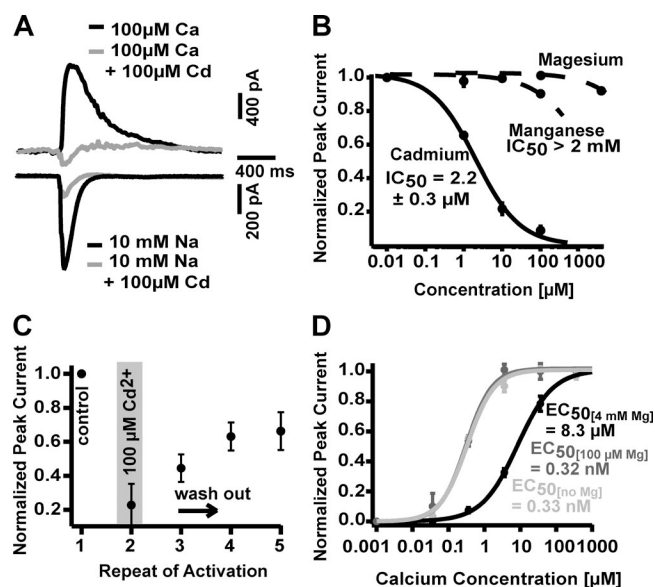 A
100µM Ca
100µM Ca
+ 100µM Cd
400 pA
400 ms
200 pA
10 mM Na
10 mM Na
+ 100µM Cd
B
Normalized Peak Current
1.0
0.8
0.6
0.4
0.2
Magesium
Manganese
IC50 > 2 mM
Cadmium
IC50 = 2.2
± 0.3 µM
0.01 0.1 1 10 100 1000
Concentration [µM]
C
Normalized Peak Current
1.0
0.8
0.6
0.4
0.2
control
100 µM Cd2+
wash out
1 2 3 4 5
Repeat of Activation
D
Normalized Peak Current
1.0
0.8
0.6
0.4
0.2
0.0
EC50[4 mM Mg]
= 8.3 µM
EC50[100 µM Mg]
= 0.32 nM
EC50[no Mg]
= 0.33 nM
0.001 0.1 1 10 1001 1000
Calcium Concentration [µM]